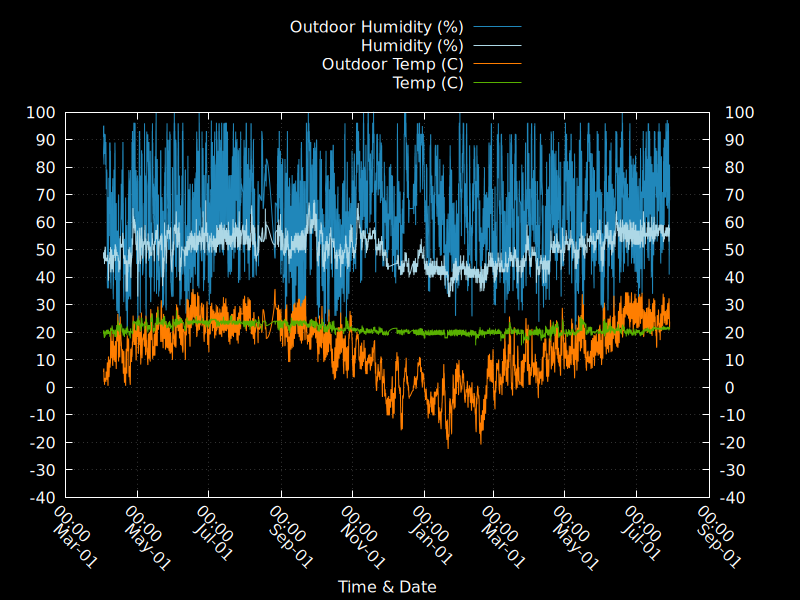 Outdoor Humidity (%)
Humidity (%)
Outdoor Temp (C)
Temp (C)
100 100
90 90
80 80
70 70
60 60
50 50
40 40
30 30
20 20
10 10
0 0
-10 -10
-20 -20
-30 -30
-40 -40
00:00 00:00 00:00 00:00 00:00 00:00 00:00 00:00 00:00 00:00
Mar-01 May-01 Jul-01 Sep-01 Nov-01 Jan-01 Mar-01 May-01 Jul-01 Sep-01
Time & Date